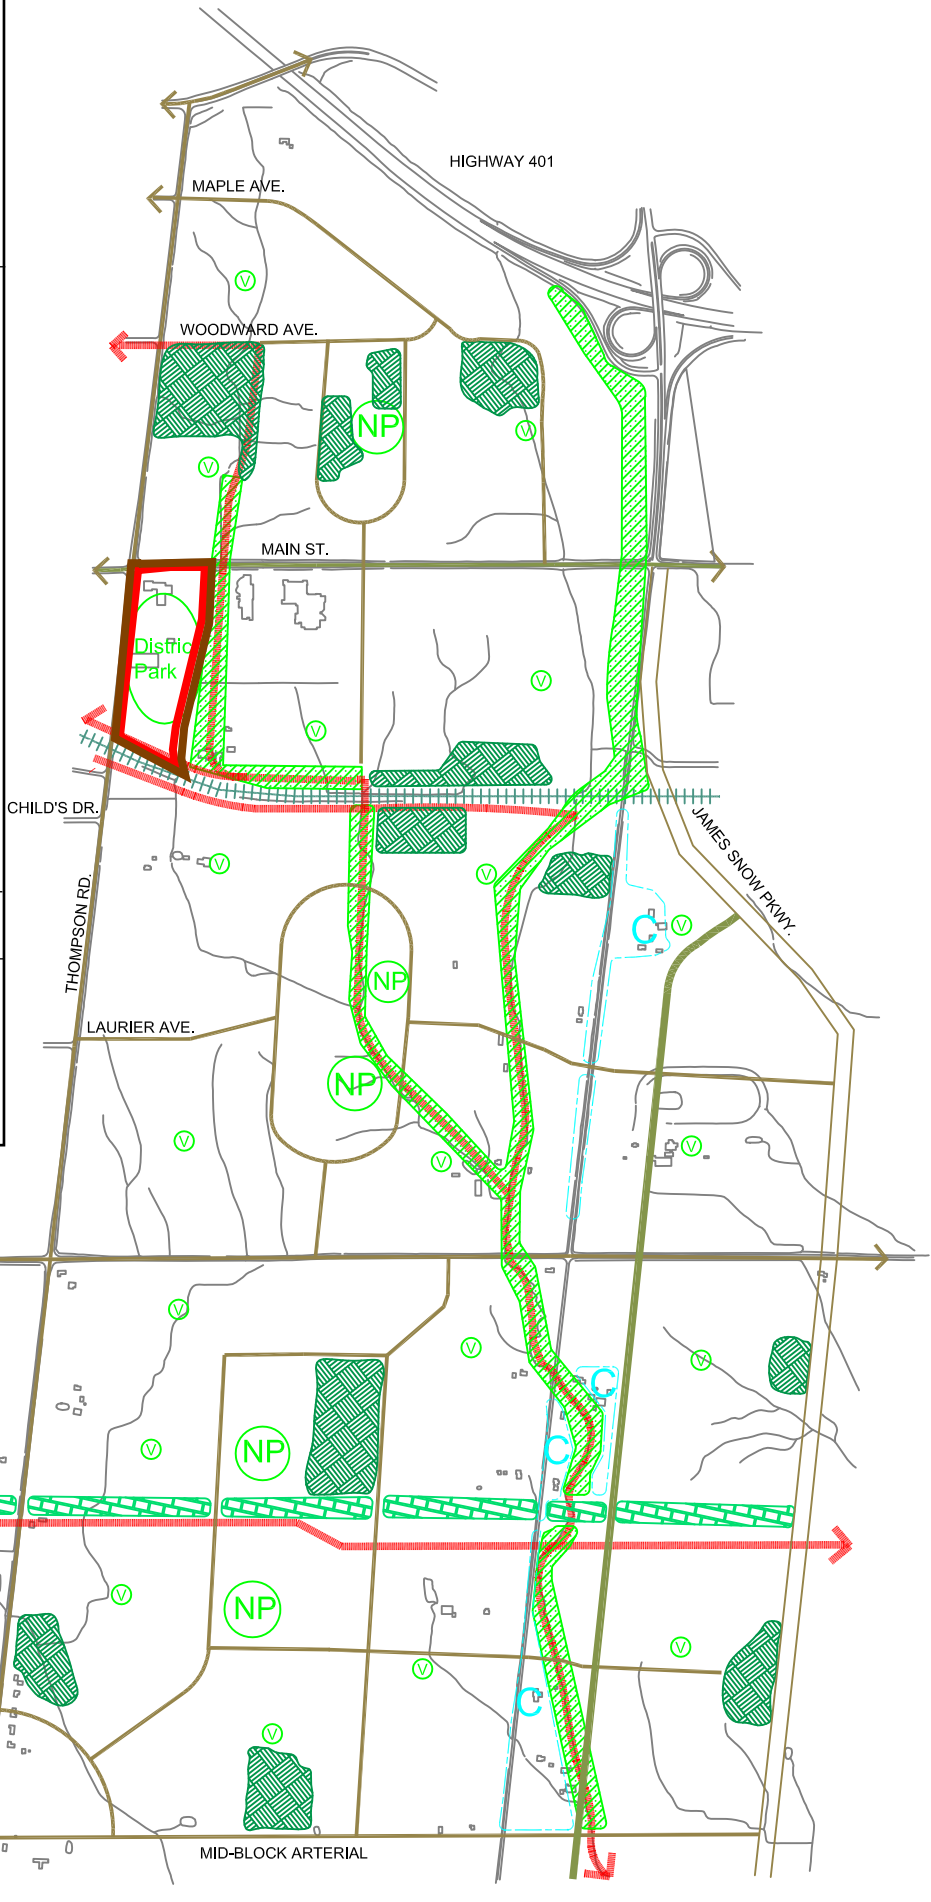 HIGHWAY 401
MAPLE AVE.
V
WOODWARD AVE.
NP
V
V
MAIN ST.
Distric
Park
V
V
CHILD'S DR.
JAMES SNOW PKWY.
V
V
THOMPSON RD.
C
V
NP
LAURIER AVE.
NP
V
V
V
V
V
V
C
V
NP
C
V
NP
V
V
C
V
MID-BLOCK ARTERIAL